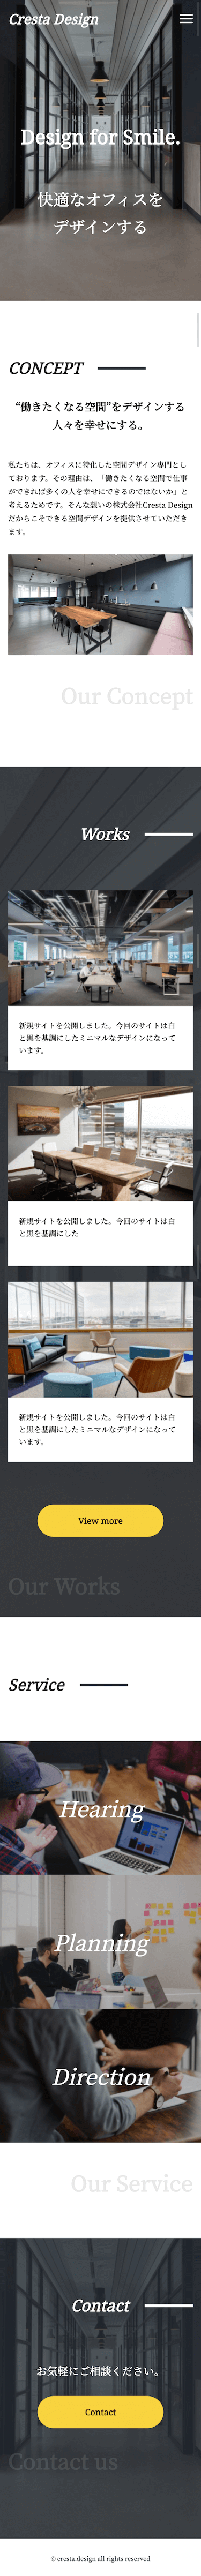 Cresta Design
Design for Smile.
快適なオフィスを
デザインする
CONCEPT
“働きたくなる空間”をデザインする
人々を幸せにする。
私たちは、オフィスに特化した空間デザイン専門とし
ております。その理由は、「働きたくなる空間で仕事
ができれば多くの人を幸せにできるのではないか」と
考えるためです。そんな想いの株式会社Cresta Design
だからこそできる空間デザインを提供させていただき
ます。
Our Concept
Works
新規サイトを公開しました。今回のサイトは白
と黒を基調にしたミニマルなデザインになって
います。
新規サイトを公開しました。今回のサイトは白
と黒を基調にした
新規サイトを公開しました。今回のサイトは白
と黒を基調にしたミニマルなデザインになって
います。
View more
Our Works
Service
Hearing
Planning
Direction
Our Service
Contact
お気軽にご相談ください。
Contact
Contact us
© cresta.design all rights reserved